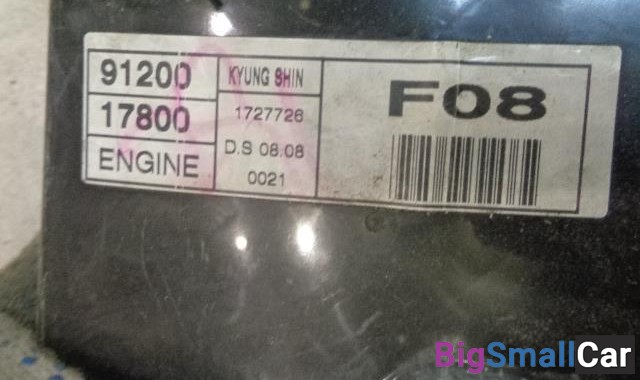 91200
17800
ENGINE
KYUNG SHIN
1727726
D.S 08.08
0021
F08
BigSmallCar